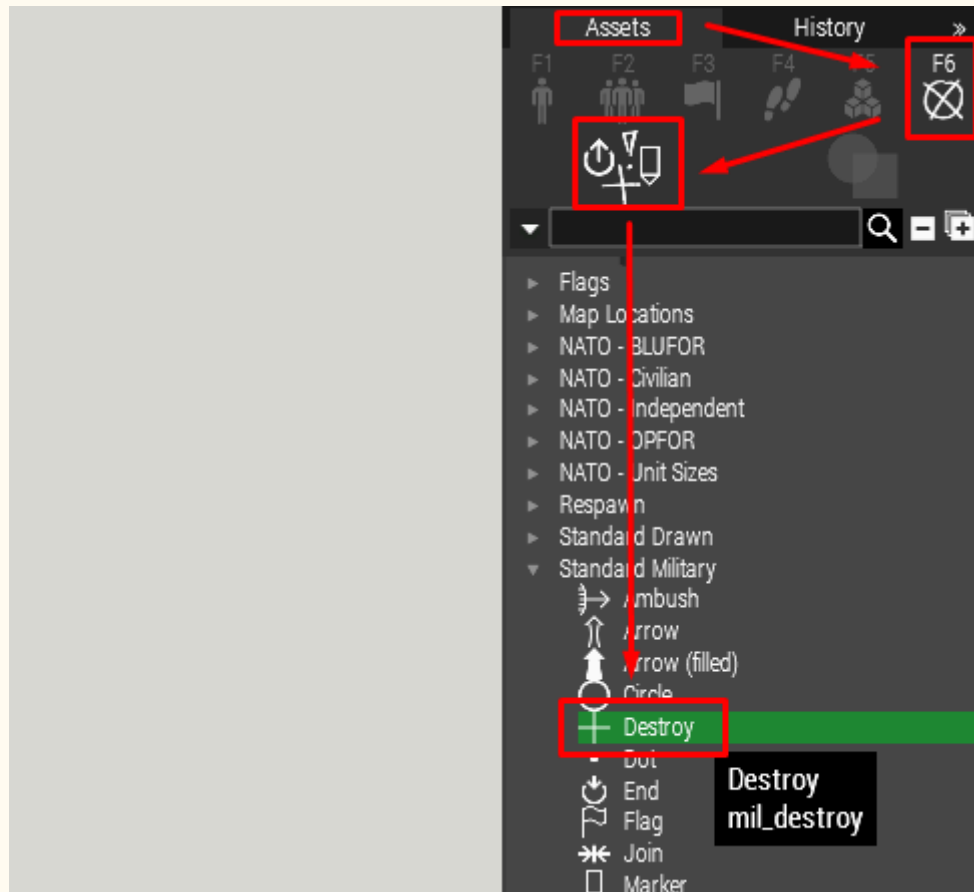 Assets History »
F1 F2 F3 F4 F5 F6
Flags
Map Locations
NATO - BLUFOR
NATO - Civilian
NATO - Independent
NATO - OPFOR
NATO - Unit Sizes
Respawn
Standard Drawn
Standard Military
Ambush
Arrow
Arrow (filled)
Circle
Destroy
Dot
Destroy
mil_destroy
End
Flag
Join
Marker